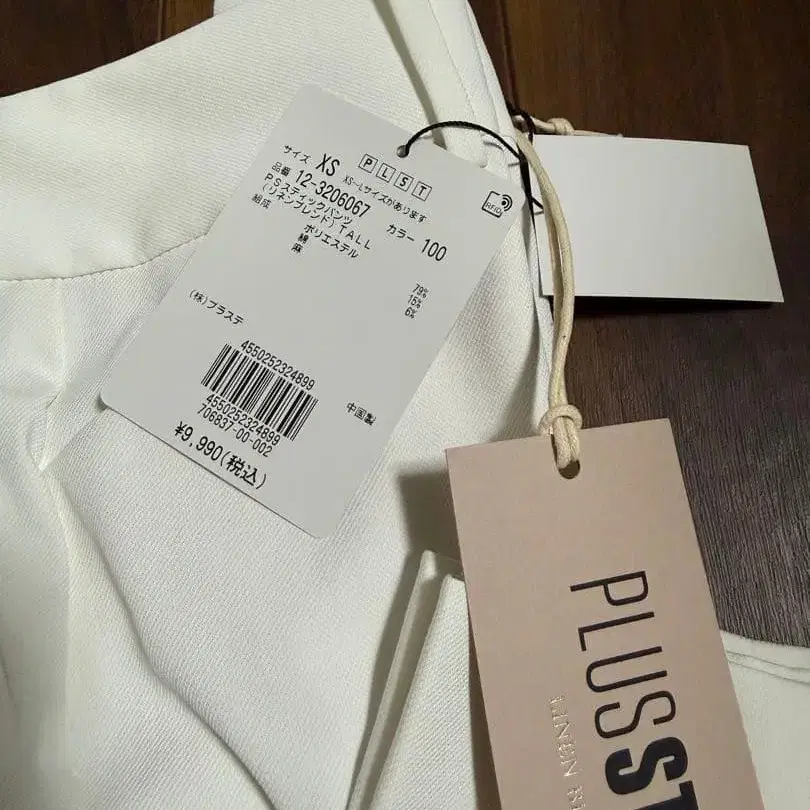 PLST
サイズ XS XS~Lサイズがあります
品番 12-3206067 カラー 100
PSスティックパンツ
(リネンブレンド)TALL
組成 ポリエステル 79%
綿 15%
麻 6%
(株)プラステ
4550252324899
4550252324899
706837-00-002
中国製
¥9,990(税込)
RFID
PLUSST
LINEN